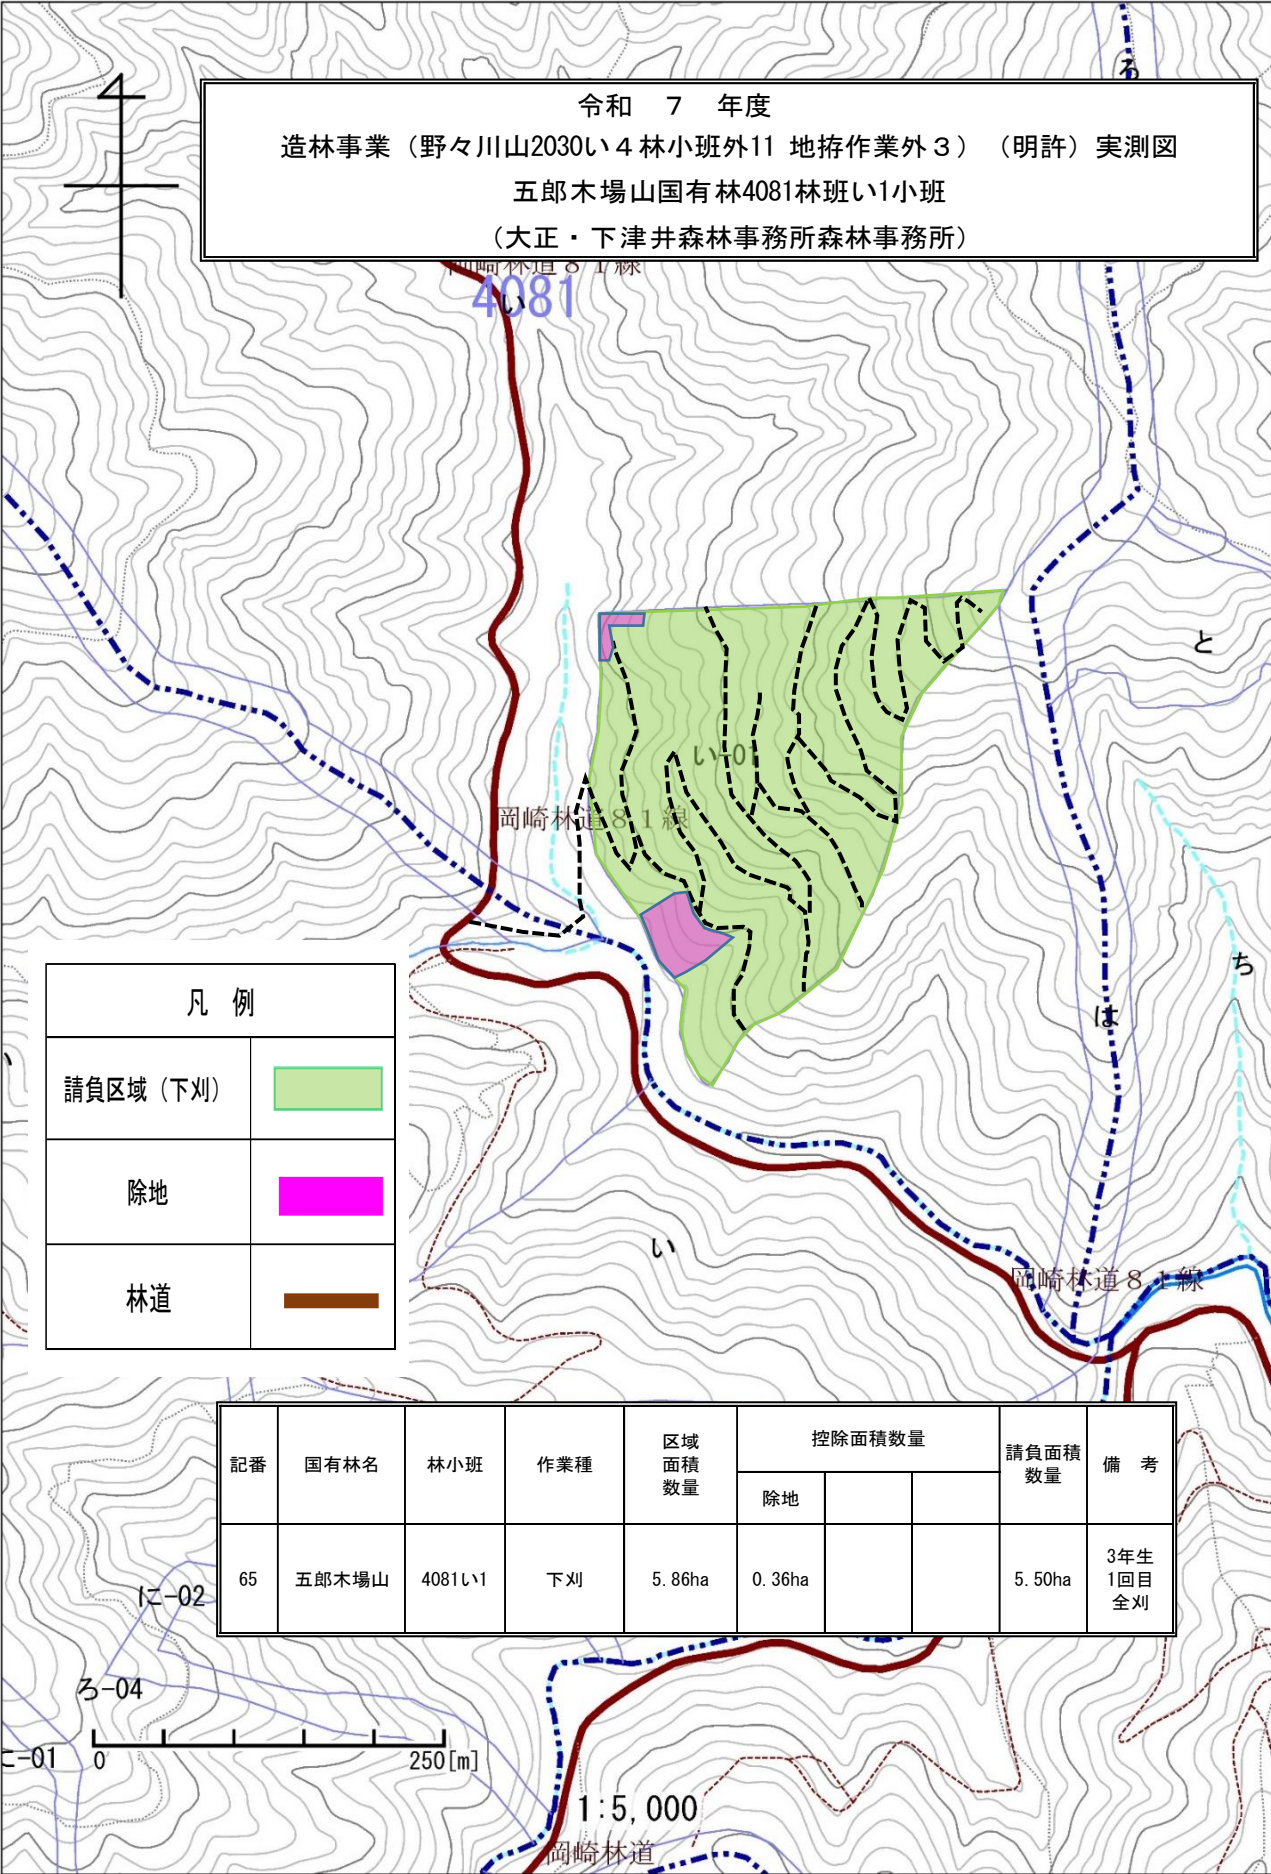 ろ
令和 7 年度
造林事業（野々川山2030い４林小班外11 地拵作業外３）（明許）実測図
五郎木場山国有林4081林班い1小班
（大正・下津井森林事務所森林事務所）
岡崎林道８１線
4081
い
と
い-01
岡崎林道８１線
ち
は
凡 例
請負区域（下刈）
除地
林道
い
岡崎林道８１線
記番 国有林名 林小班 作業種 区域面積数量 控除面積数量 請負面積数量 備 考
除地
65 五郎木場山 4081い1 下刈 5.86ha 0.36ha 5.50ha 3年生
1回目
全刈
に-02
ろ-04
に-01
0 250[m]
1:5,000
岡崎林道